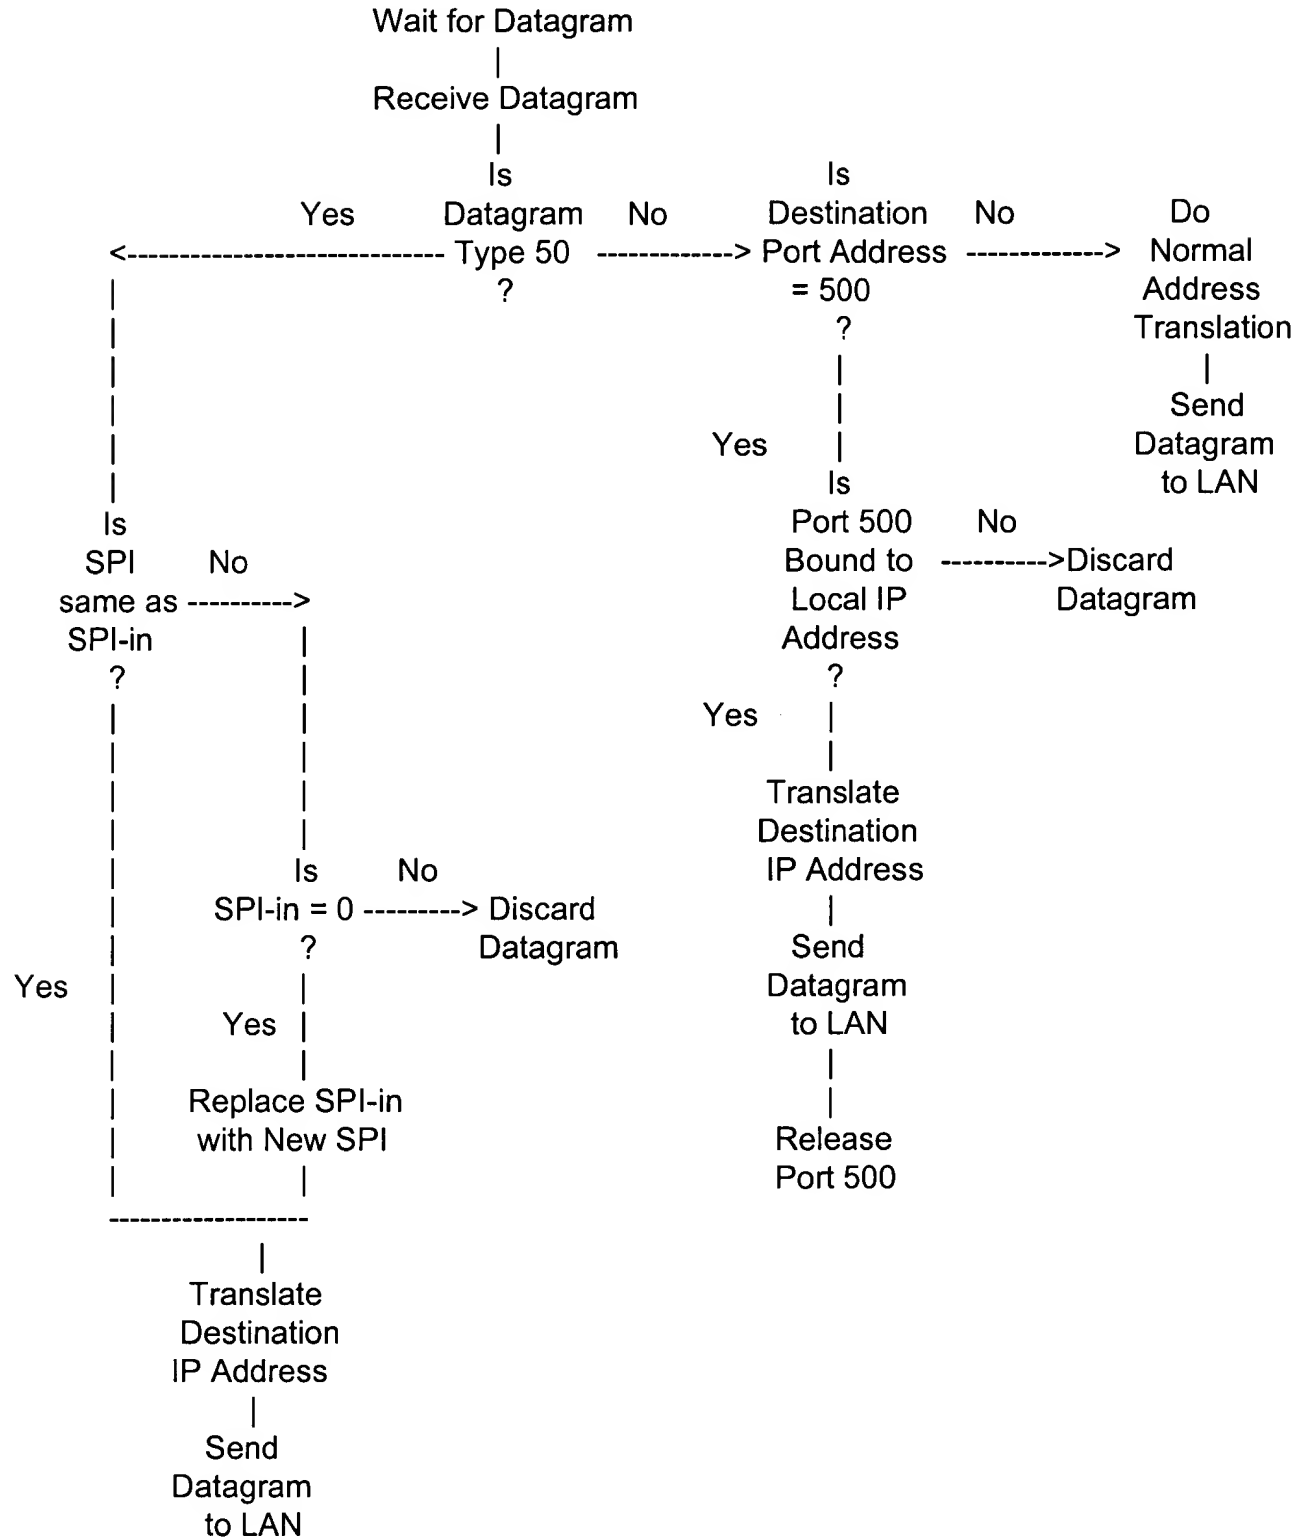 Wait for Datagram
Receive Datagram
Is
Datagram
Type 50
?
Yes
No
Is
Destination
Port Address
= 500
?
No
Do
Normal
Address
Translation
Send
Datagram
to LAN
Yes
Is
Port 500
Bound to
Local IP
Address
?
No
Discard
Datagram
Yes
Translate
Destination
IP Address
Send
Datagram
to LAN
Release
Port 500
Is
SPI
same as
SPI-in
?
No
Is
SPI-in = 0
?
No
Discard
Datagram
Yes
Yes
Replace SPI-in
with New SPI
Translate
Destination
IP Address
Send
Datagram
to LAN